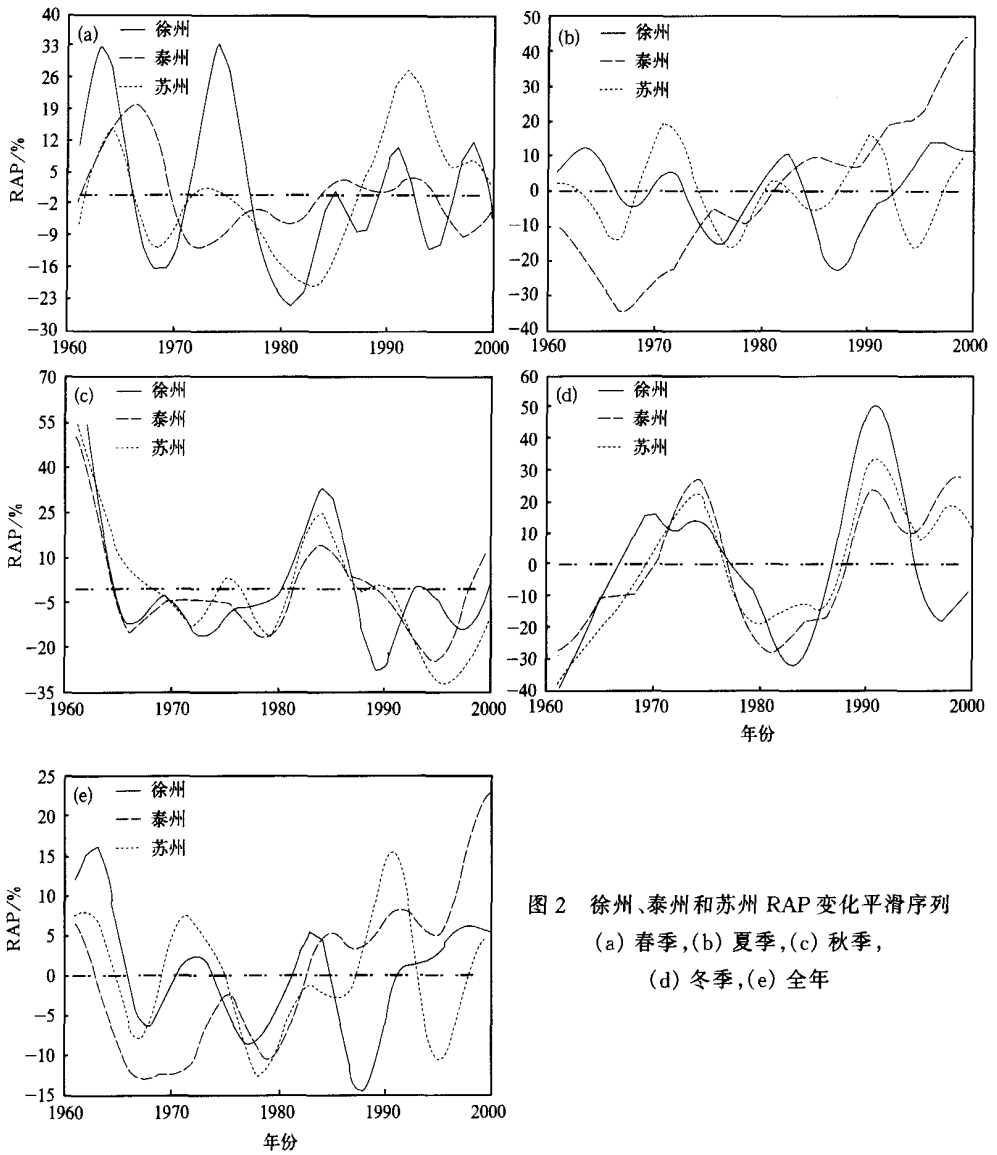 (a)
徐州
泰州
苏州
RAP/%
40
33
26
19
12
5
−2
−9
−16
−23
−30
1960 1970 1980 1990 2000
(b)
徐州
泰州
苏州
50
40
30
20
10
0
−10
−20
−30
−40
1960 1970 1980 1990 2000
(c)
徐州
泰州
苏州
RAP/%
70
55
40
25
10
−5
−20
−35
1960 1970 1980 1990 2000
(d)
徐州
泰州
苏州
60
50
40
30
20
10
0
−10
−20
−30
−40
1960 1970 1980 1990 2000
年份
(e)
徐州
泰州
苏州
RAP/%
25
20
15
10
5
0
−5
−10
−15
1960 1970 1980 1990 2000
年份
图 2 徐州、泰州和苏州 RAP 变化平滑序列
(a) 春季,(b) 夏季,(c) 秋季,
(d) 冬季,(e) 全年